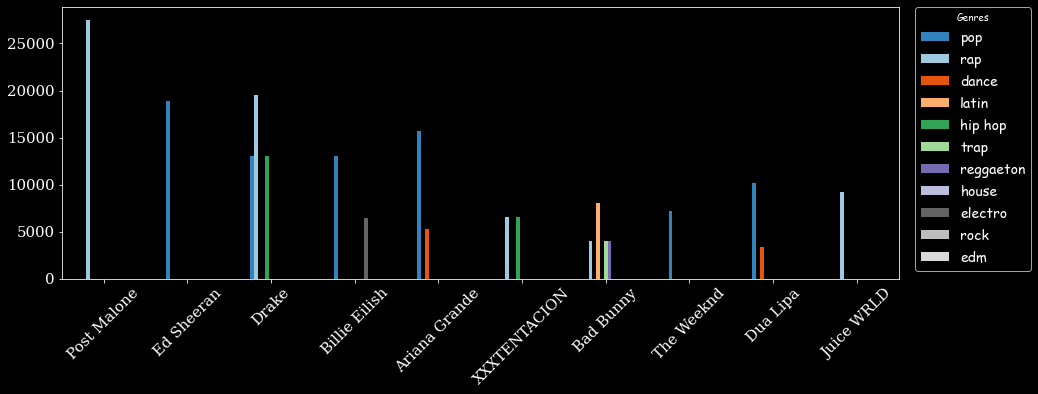 25000
20000
15000
10000
5000
0
Post Malone
Ed Sheeran
Drake
Billie Eilish
Ariana Grande
XXXTENTACION
Bad Bunny
The Weeknd
Dua Lipa
Juice WRLD
Genres
pop
rap
dance
latin
hip hop
trap
reggaeton
house
electro
rock
edm